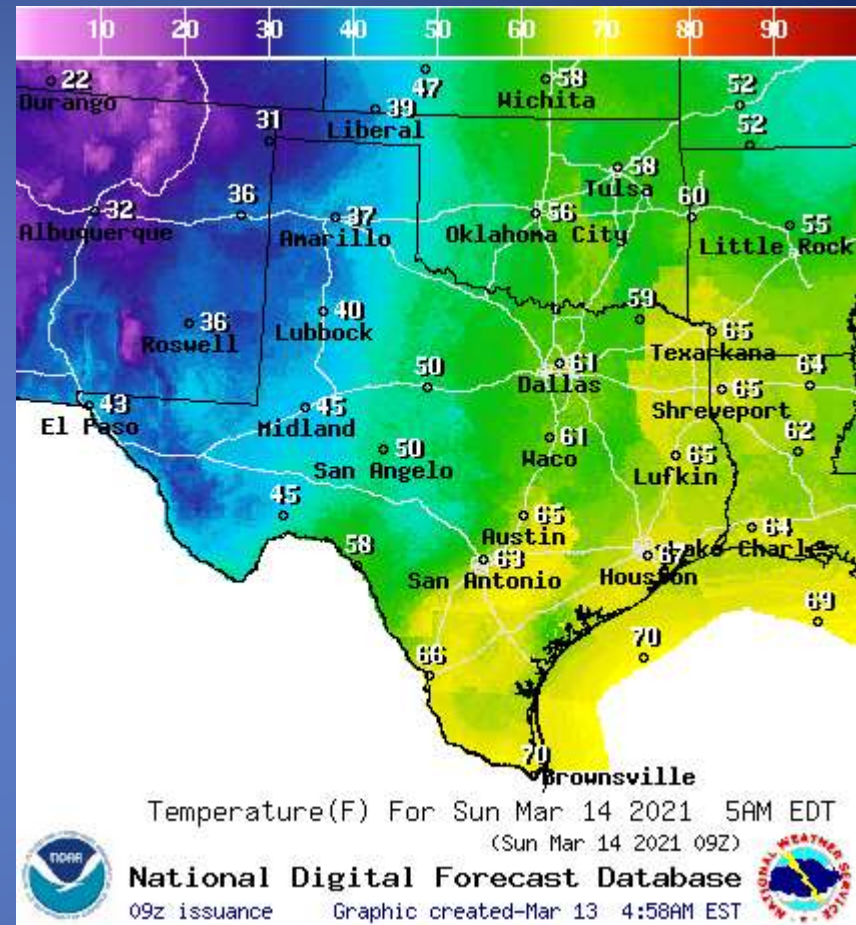 10 20 30 40 50 60 70 80 90
22
Durango
47
58
Wichita
39
Liberal
52
31
52
58
Tulsa
32
Albuquerque
36
37
Amarillo
56
Oklahoma City
60
55
Little Rock
36
Roswell
40
Lubbock
59
65
Texarkana
61
Dallas
50
65
Shreveport
64
43
El Paso
45
Midland
50
San Angelo
61
Waco
65
Lufkin
62
45
65
Austin
58
63
San Antonio
67
Houston
64
Lake Charle
69
66
70
70
Brownsville
Temperature(F) For Sun Mar 14 2021 5AM EDT
(Sun Mar 14 2021 09Z)
NOAA
National Digital Forecast Database
09z issuance Graphic created-Mar 13 4:58AM EST
NATIONAL WEATHER SERVICE